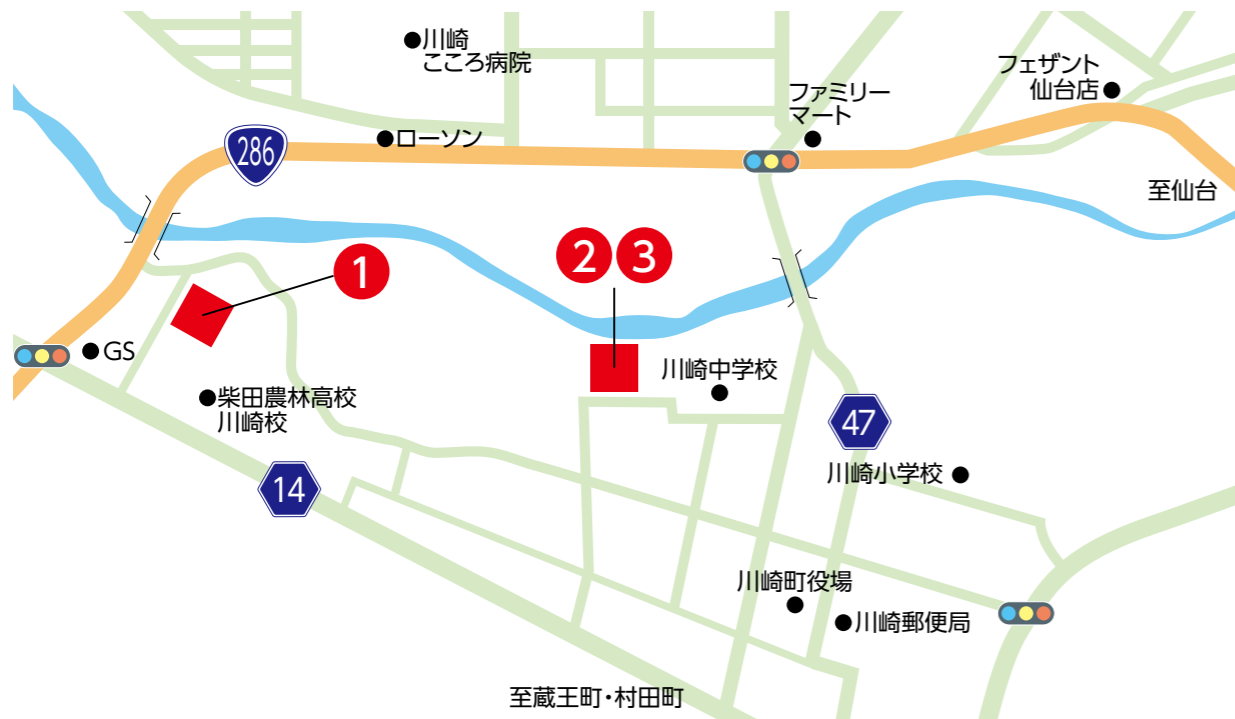 川崎
こころ病院
フェザント
仙台店
ファミリー
マート
ローソン
286
至仙台
1
2 3
GS
川崎中学校
柴田農林高校
川崎校
47
川崎小学校
14
川崎町役場
川崎郵便局
至蔵王町・村田町